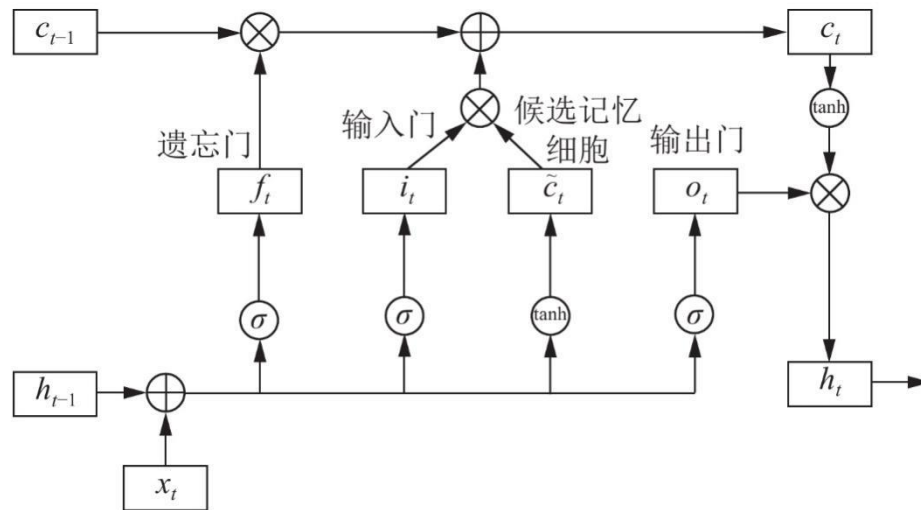 c_{t−1}
c_t
tanh
输入门
候选记忆
细胞
输出门
遗忘门
f_t
i_t
c̃_t
o_t
σ
σ
tanh
σ
h_{t−1}
h_t
x_t